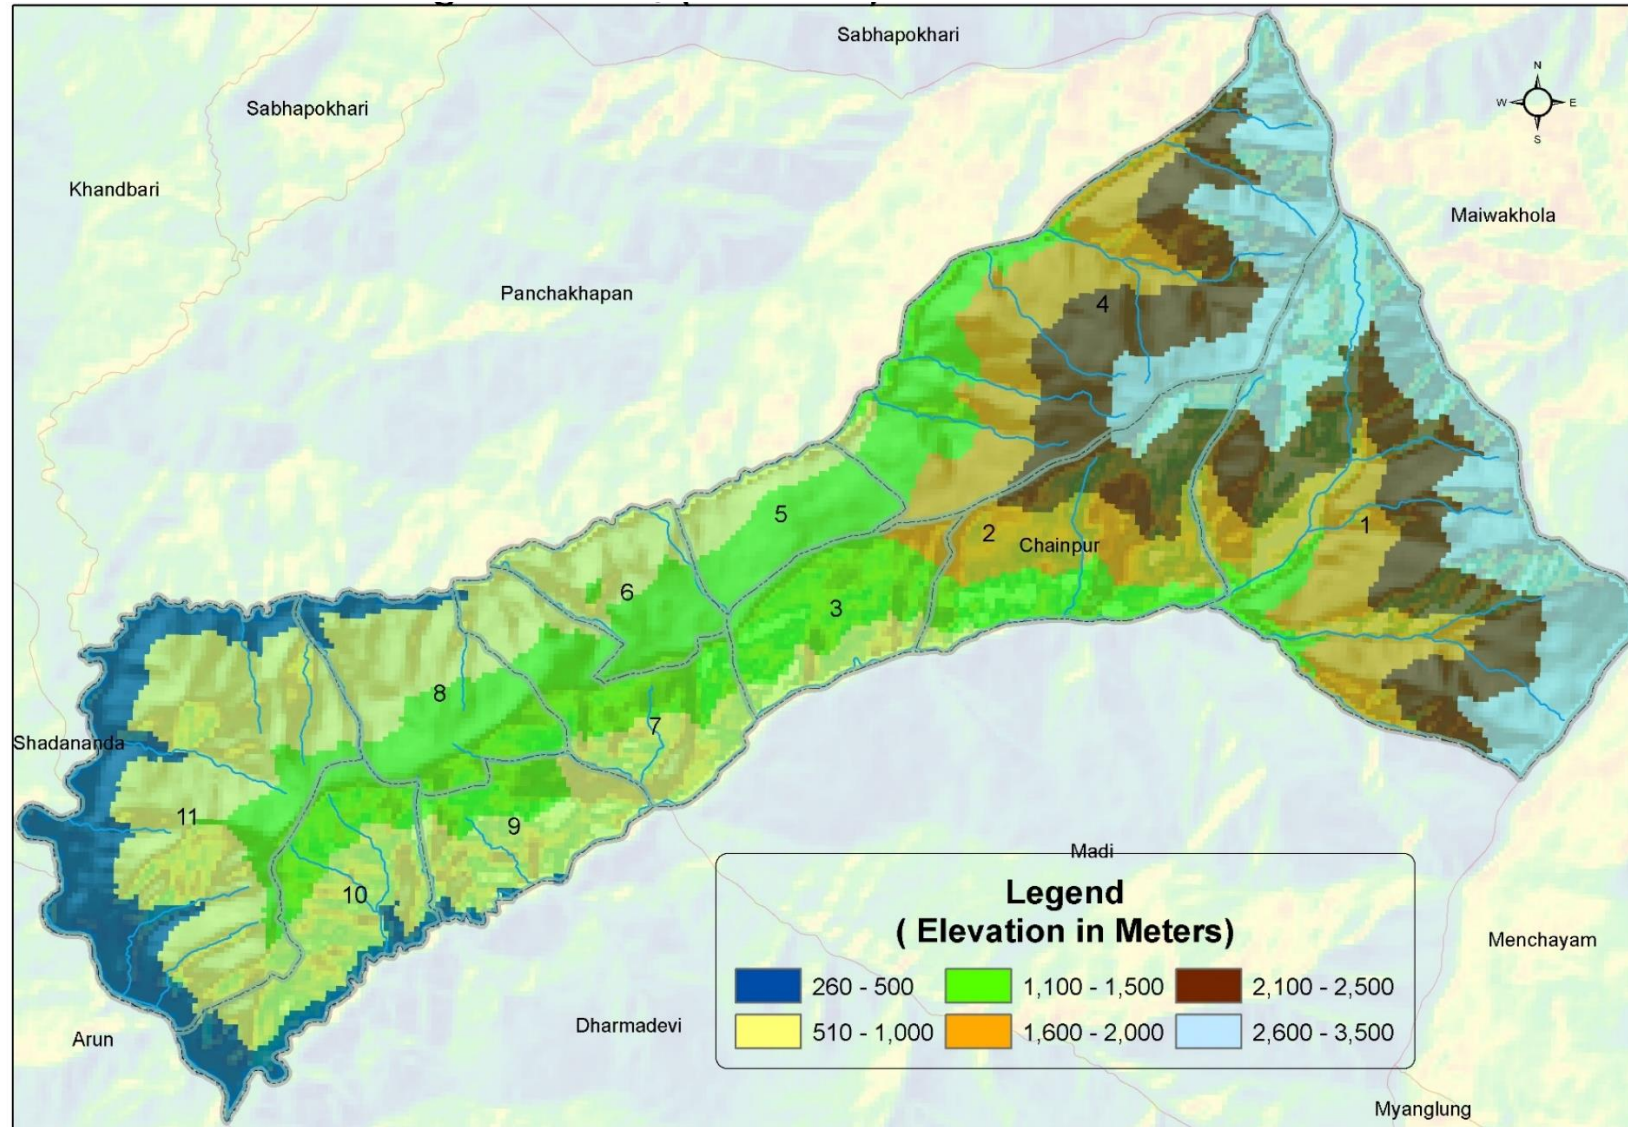 Sabhapokhari
Sabhapokhari
N
W E
S
Khandbari
Maiwakhola
Panchakhapan
4
5
2
Chainpur
1
6
3
8
7
Shadananda
11
9
10
Madi
Legend
( Elevation in Meters)
260 - 500
1,100 - 1,500
2,100 - 2,500
510 - 1,000
1,600 - 2,000
2,600 - 3,500
Menchayam
Dharmadevi
Arun
Myanglung